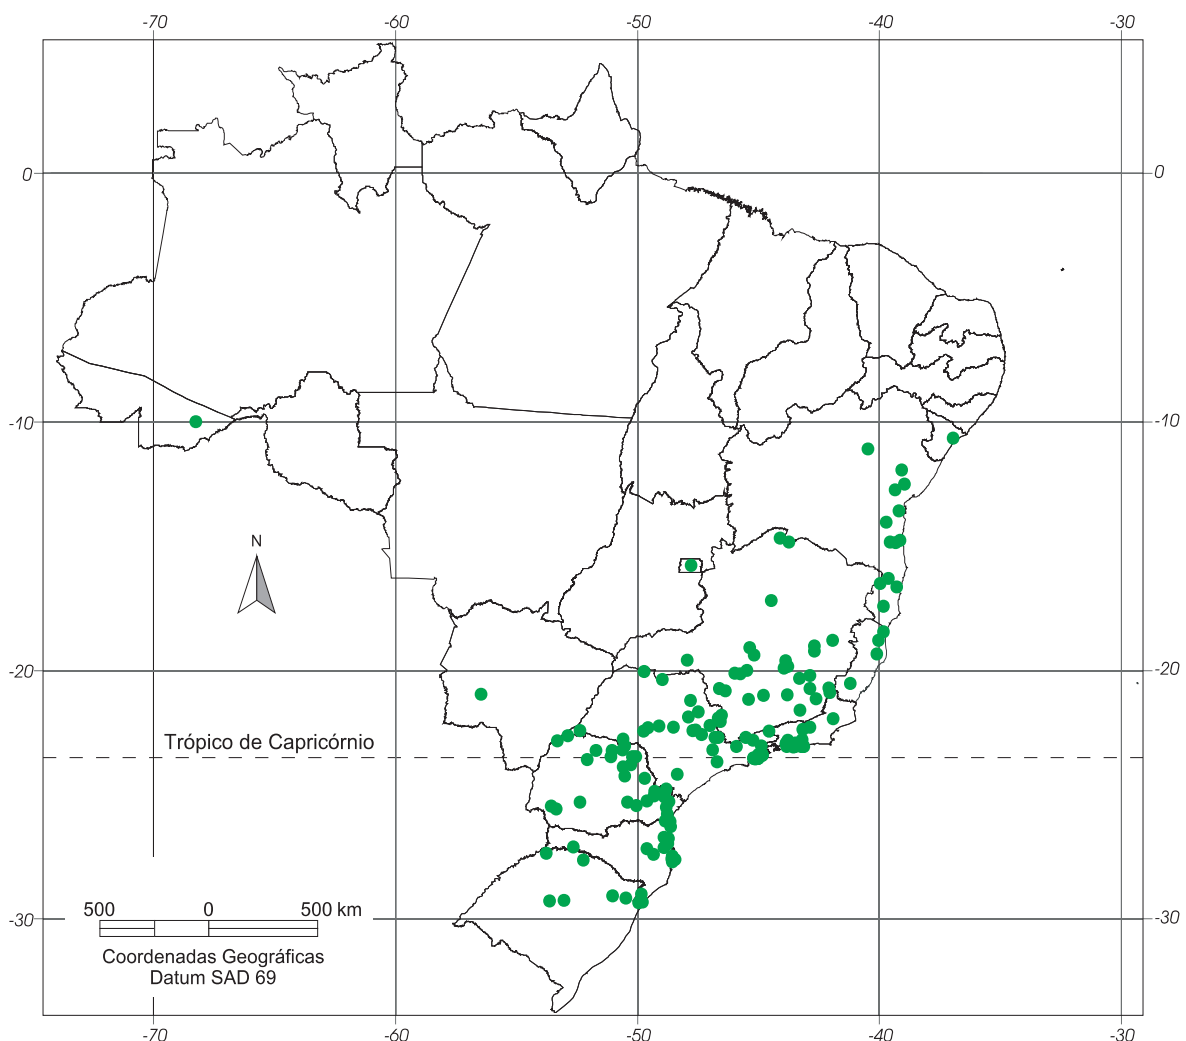 -70 -60 -50 -40 -30
0 0
-10 -10
N
-20 -20
Trópico de Capricórnio
500 0 500 km
-30 -30
Coordenadas Geográficas
Datum SAD 69
-70 -60 -50 -40 -30